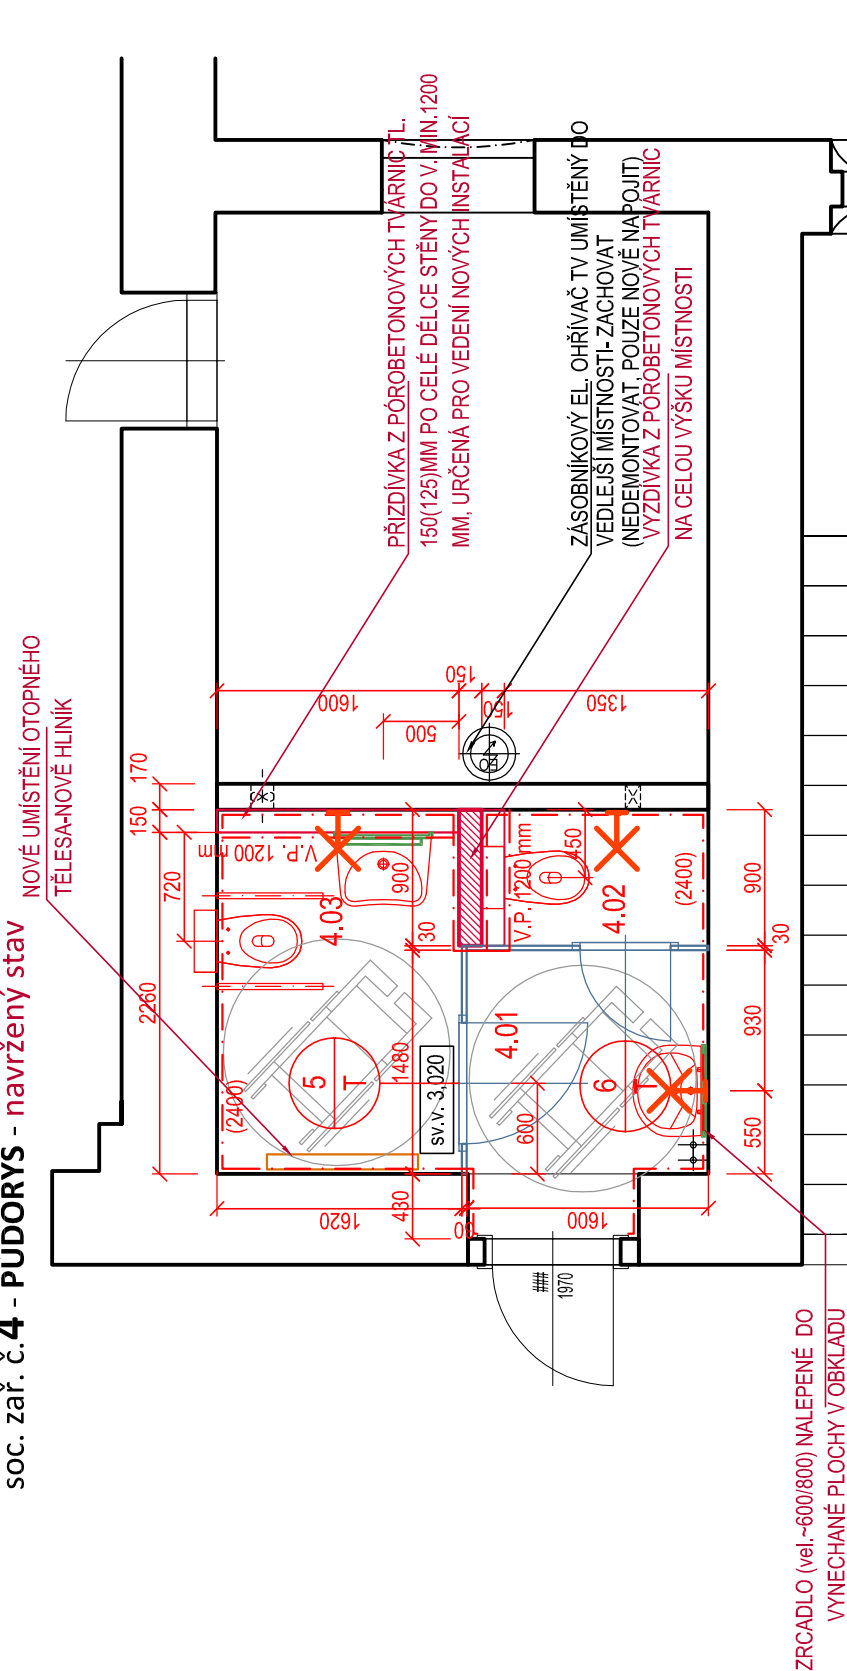 soc. zař. č.4 - PUDORYS - navržený stav
NOVÉ UMÍSTĚNÍ OTOPNÉHO
TĚLESA-NOVĚ HLINÍK
PŘIZDÍVKA Z PÓROBETONOVÝCH TVÁRNIC TL.
150(125)MM PO CELÉ DÉLCE STĚNY DO V. MIN.1200
MM, URČENÁ PRO VEDENÍ NOVÝCH INSTALACÍ
ZÁSOBNÍKOVÝ EL. OHŘÍVAČ TV UMÍSTĚNÝ DO
VEDLEJŠÍ MÍSTNOSTI- ZACHOVAT
(NEDEMONTOVAT, POUZE NOVĚ NAPOJIT)
VYZDÍVKA Z PÓROBETONOVÝCH TVÁRNIC
NA CELOU VÝŠKU MÍSTNOSTI
ZRCADLO (vel.~600/800) NALEPENÉ DO
VYNECHANÉ PLOCHY V OBKLADU
2260
150
170
720
1600
500
150
150
1350
V.P. 1200 mm
900
30
4.03
1480
(2400)
5
T
sv.v. 3,020
430
1620
50
1600
600
4.01
6
T
V.P. 1200 mm
450
4.02
(2400)
900
30
930
550
###
1970